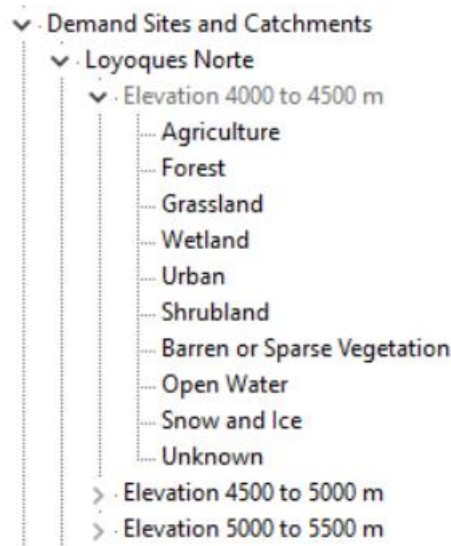 Demand Sites and Catchments
Loyoques Norte
Elevation 4000 to 4500 m
Agriculture
Forest
Grassland
Wetland
Urban
Shrubland
Barren or Sparse Vegetation
Open Water
Snow and Ice
Unknown
Elevation 4500 to 5000 m
Elevation 5000 to 5500 m